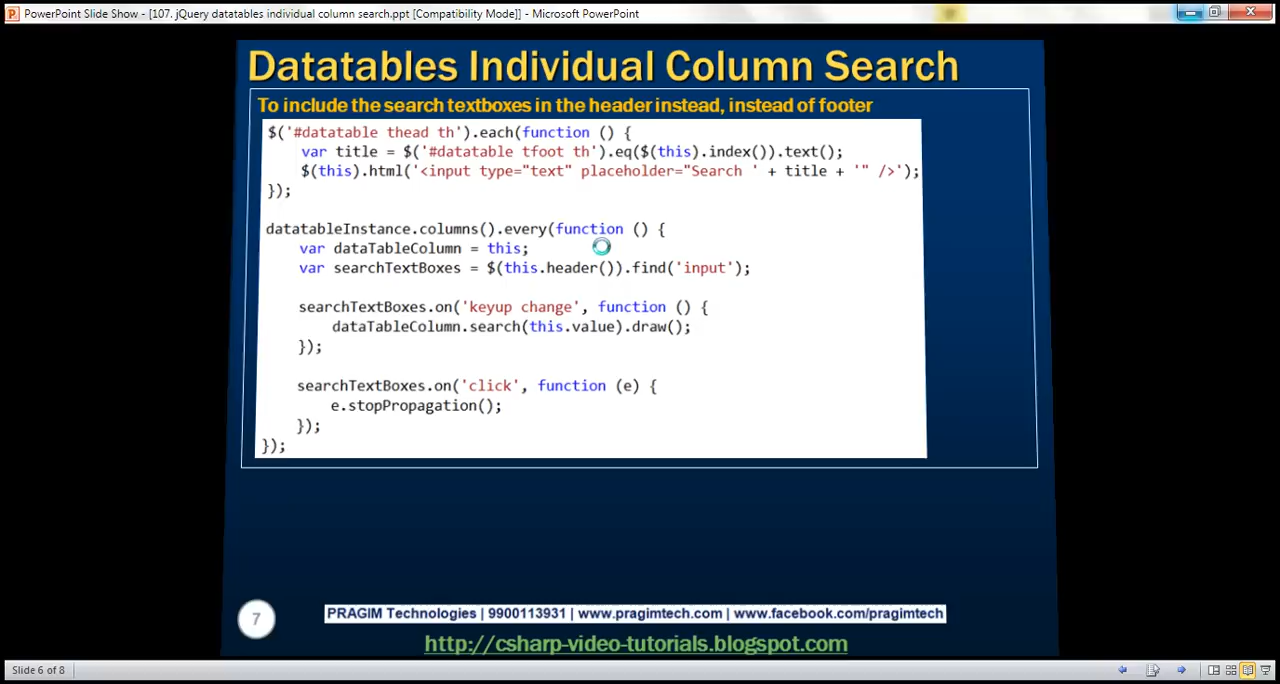 PowerPoint Slide Show - [107. jQuery datatables individual column search.ppt [Compatibility Mode]] - Microsoft PowerPoint
Datatables Individual Column Search
To include the search textboxes in the header instead, instead of footer
$('#datatable thead th').each(function () {
    var title = $('#datatable tfoot th').eq($(this).index()).text();
    $(this).html('<input type="text" placeholder="Search ' + title + '" />');
});
datatableInstance.columns().every(function () {
    var dataTableColumn = this;
    var searchTextBoxes = $(this.header()).find('input');
    searchTextBoxes.on('keyup change', function () {
        dataTableColumn.search(this.value).draw();
    });
    searchTextBoxes.on('click', function (e) {
        e.stopPropagation();
    });
});
7
PRAGIM Technologies | 9900113931 | www.pragimtech.com | www.facebook.com/pragimtech
http://csharp-video-tutorials.blogspot.com
Slide 6 of 8